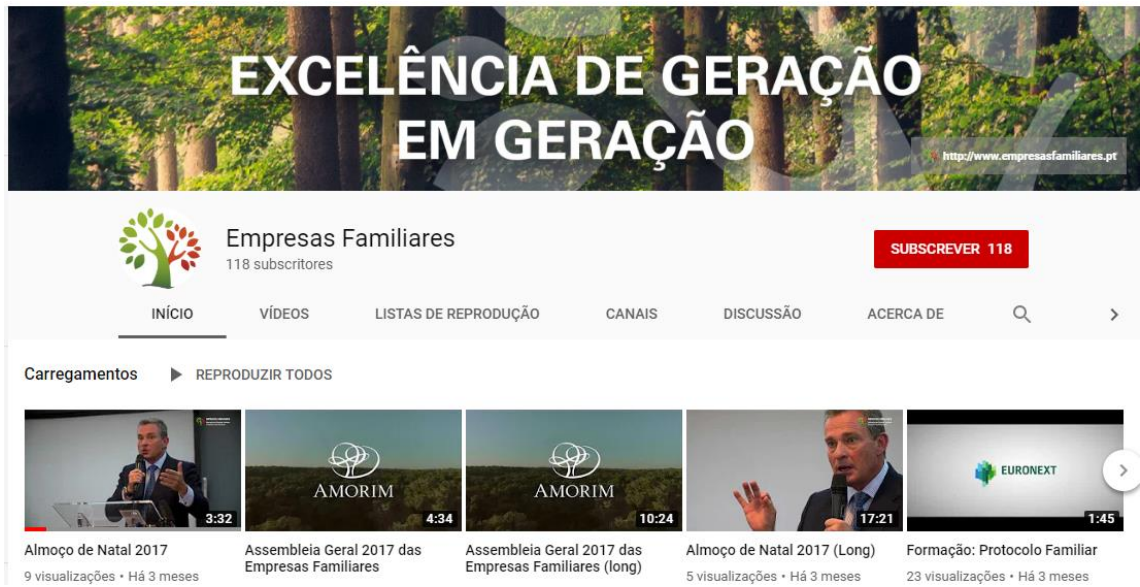 EXCELÊNCIA DE GERAÇÃO
EM GERAÇÃO
http://www.empresasfamiliares.pt
Empresas Familiares
118 subscritores
SUBSCREVER 118
INÍCIO VÍDEOS LISTAS DE REPRODUÇÃO CANAIS DISCUSSÃO ACERCA DE
Carregamentos REPRODUZIR TODOS
AMORIM AMORIM EURONEXT
3:32 4:34 10:24 17:21 1:45
Almoço de Natal 2017
9 visualizações • Há 3 meses
Assembleia Geral 2017 das
Empresas Familiares
Assembleia Geral 2017 das
Empresas Familiares (long)
Almoço de Natal 2017 (Long)
5 visualizações • Há 3 meses
Formação: Protocolo Familiar
23 visualizações • Há 3 meses